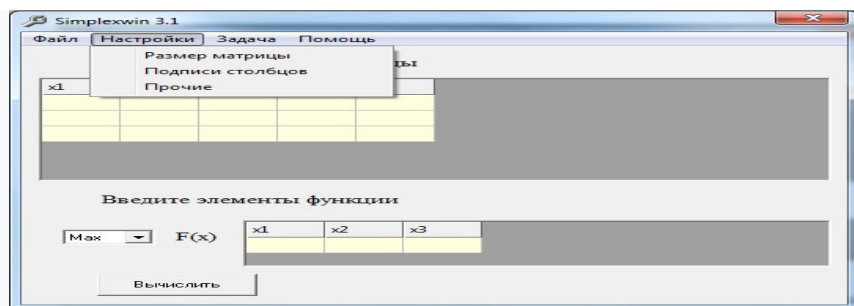 Simplexwin 3.1
Файл Настройки Задача Помощь
Размер матрицы
Подписи столбцов
Прочие
x1
Введите элементы функции
Max F(x) x1 x2 x3
Вычислить